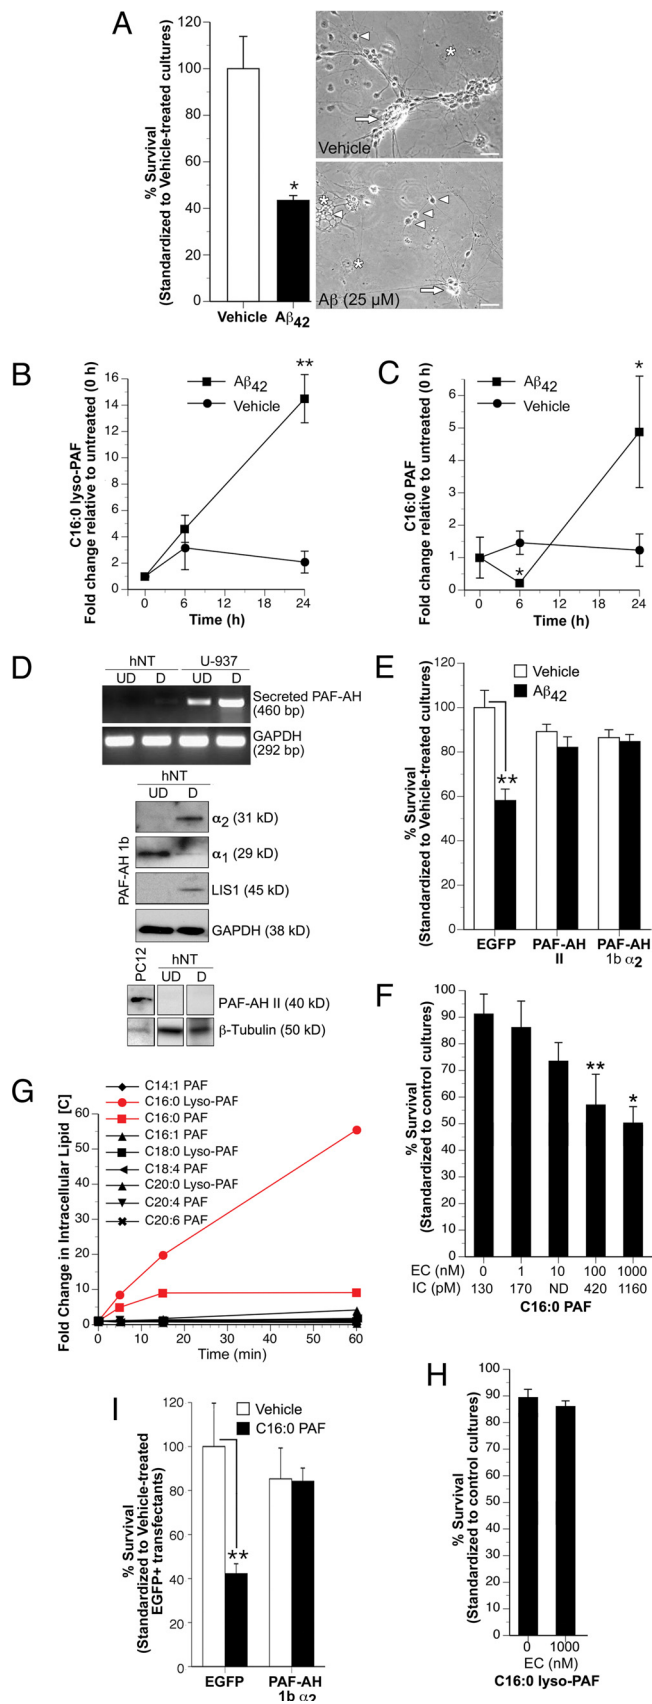 A
% Survival
(Standardized to Vehicle-treated cultures)
120
100
80
60
40
20
0
*
Vehicle
Aβ42
*
Vehicle
*
*
Aβ (25 µM)
B
C16:0 lyso-PAF
Fold change relative to untreated (0 h)
16
14
12
10
8
6
4
2
0
Aβ42
Vehicle
**
0
6
12
18
24
Time (h)
C
C16:0 PAF
Fold change relative to untreated (0 h)
6
5
4
3
2
1
0
Aβ42
Vehicle
*
*
0
6
12
18
24
Time (h)
D
hNT
U-937
UD
D
UD
D
Secreted PAF-AH
(460 bp)
GAPDH
(292 bp)
hNT
UD
D
PAF-AH 1b
α2 (31 kD)
α1 (29 kD)
LIS1 (45 kD)
GAPDH (38 kD)
PC12
hNT
UD
D
PAF-AH II (40 kD)
β-Tubulin (50 kD)
E
% Survival
(Standardized to Vehicle-treated cultures)
120
100
80
60
40
20
0
Vehicle
Aβ42
**
EGFP
PAF-AH
II
PAF-AH
1b α2
F
% Survival
(Standardized to control cultures)
100
90
80
70
60
50
40
30
20
10
0
**
*
EC (nM)
0
1
10
100
1000
IC (pM)
130
170
ND
420
1160
C16:0 PAF
G
Fold Change in Intracellular Lipid [C]
C14:1 PAF
C16:0 Lyso-PAF
C16:0 PAF
C16:1 PAF
C18:0 Lyso-PAF
C18:4 PAF
C20:0 Lyso-PAF
C20:4 PAF
C20:6 PAF
60
50
40
30
20
10
0
0
10
20
30
40
50
60
Time (min)
H
% Survival
(Standardized to control cultures)
100
90
80
70
60
50
40
30
20
10
0
0
1000
EC (nM)
C16:0 lyso-PAF
I
% Survival
(Standardized to Vehicle-treated
EGFP+ transfectants)
120
100
80
60
40
20
0
Vehicle
C16:0 PAF
**
EGFP
PAF-AH
1b α2